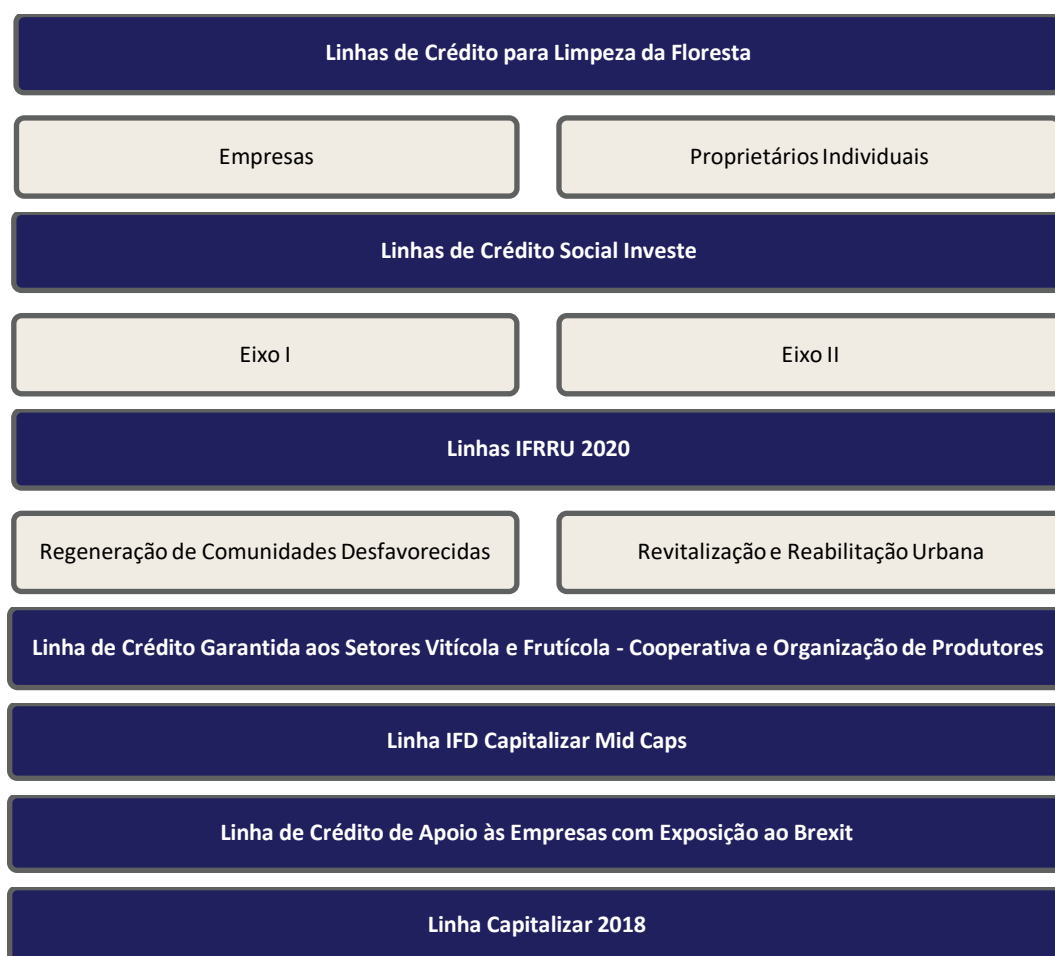 Linhas de Crédito para Limpeza da Floresta
Empresas
Proprietários Individuais
Linhas de Crédito Social Investe
Eixo I
Eixo II
Linhas IFRRU 2020
Regeneração de Comunidades Desfavorecidas
Revitalização e Reabilitação Urbana
Linha de Crédito Garantida aos Setores Vitícola e Frutícola - Cooperativa e Organização de Produtores
Linha IFD Capitalizar Mid Caps
Linha de Crédito de Apoio às Empresas com Exposição ao Brexit
Linha Capitalizar 2018